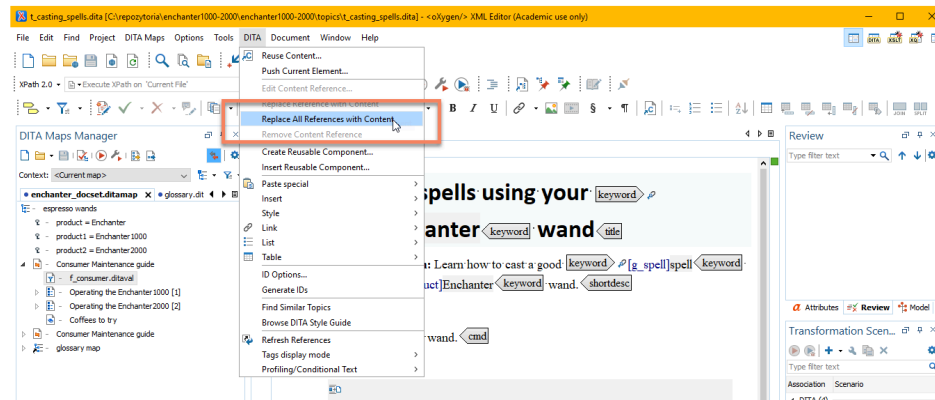 t_casting_spells.dita [C:\repozytoria\enchanter1000-2000\enchanter1000-2000\topics\t_casting_spells.dita] - <oXygen/> XML Editor (Academic use only)
File Edit Find Project DITA Maps Options Tools DITA Document Window Help
DITA XSLT XQ
XPath 2.0 Execute XPath on 'Current File'
B I U § ¶ JOIN SPLIT
Reuse Content...
Push Current Element...
Edit Content Reference...
Replace Reference with Content
Replace All References with Content
Remove Content Reference
Create Reusable Component...
Insert Reusable Component...
Paste special
Insert
Style
Link
List
Table
ID Options...
Generate IDs
Find Similar Topics
Browse DITA Style Guide
Refresh References
Tags display mode
Profiling/Conditional Text
DITA Maps Manager
Context: <Current map>
enchanter_docset.ditamap X glossary.dit
espresso wands
product = Enchanter
product1 = Enchanter1000
product2 = Enchanter2000
Consumer Maintenance guide
f_consumer.ditaval
Operating the Enchanter1000 [1]
Operating the Enchanter2000 [2]
Coffees to try
Consumer Maintenance guide
glossary map
spells using your keyword
anter keyword wand title
Learn how to cast a good keyword [g_spell]spell keyword
uct]Enchanter keyword wand. shortdesc
wand. cmd
Review
Type filter text
Attributes Review Model
Transformation Scen...
Type filter text
Association Scenario
DITA (4)